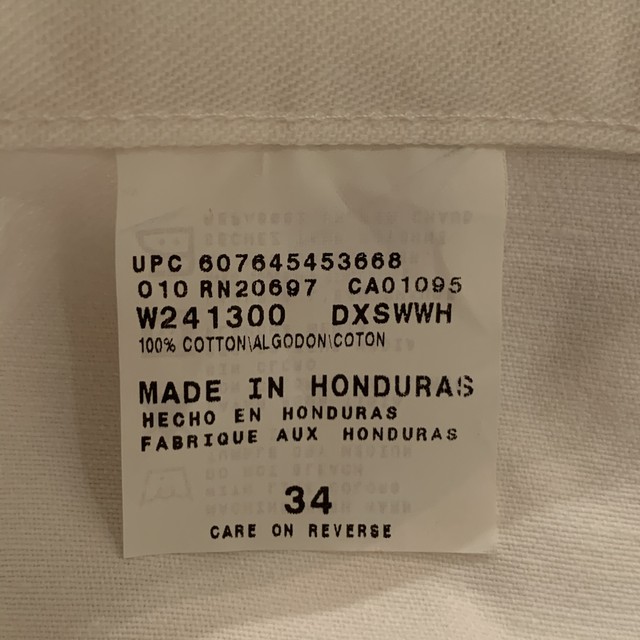 UPC 607645453668
010 RN20697 CA01095
W241300 DXSWWH
100% COTTON\ALGODON\COTON
MADE IN HONDURAS
HECHO EN HONDURAS
FABRIQUE AUX HONDURAS
34
CARE ON REVERSE